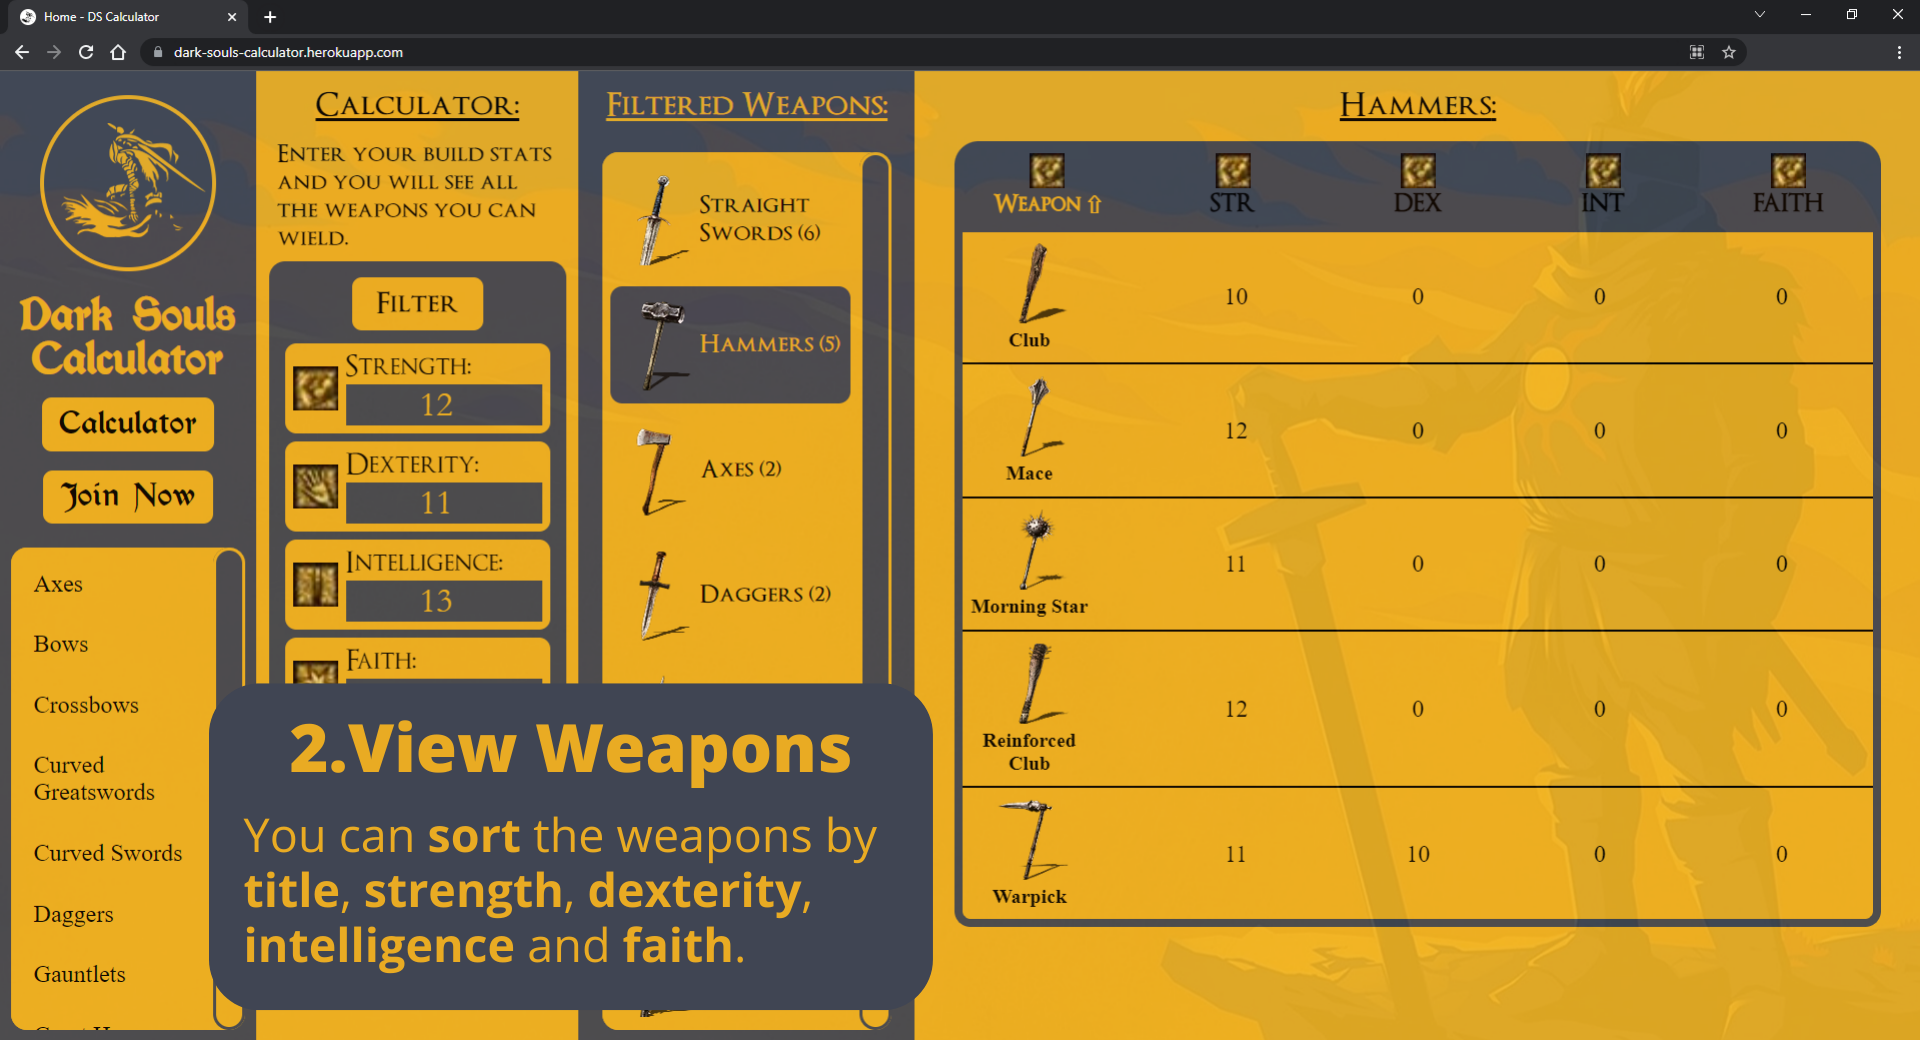 Home - DS Calculator
dark-souls-calculator.herokuapp.com
Dark Souls
Calculator
Calculator
Join Now
Axes
Bows
Crossbows
Curved
Greatswords
Curved Swords
Daggers
Gauntlets
Calculator:
Enter your build stats
and you will see all
the weapons you can
wield.
Filter
Strength:
12
Dexterity:
11
Intelligence:
13
Faith:
Filtered Weapons:
Straight
Swords (6)
Hammers (5)
Axes (2)
Daggers (2)
Hammers:
Weapon ⇧ STR DEX INT FAITH
Club 10 0 0 0
Mace 12 0 0 0
Morning Star 11 0 0 0
Reinforced
Club 12 0 0 0
Warpick 11 10 0 0
2.View Weapons
You can sort the weapons by
title, strength, dexterity,
intelligence and faith.